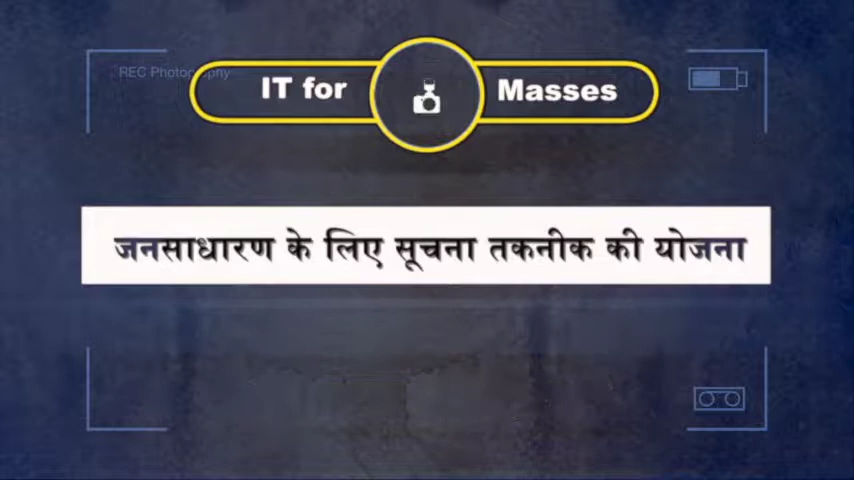 REC Photography
IT for Masses
जनसाधारण के लिए सूचना तकनीक की योजना